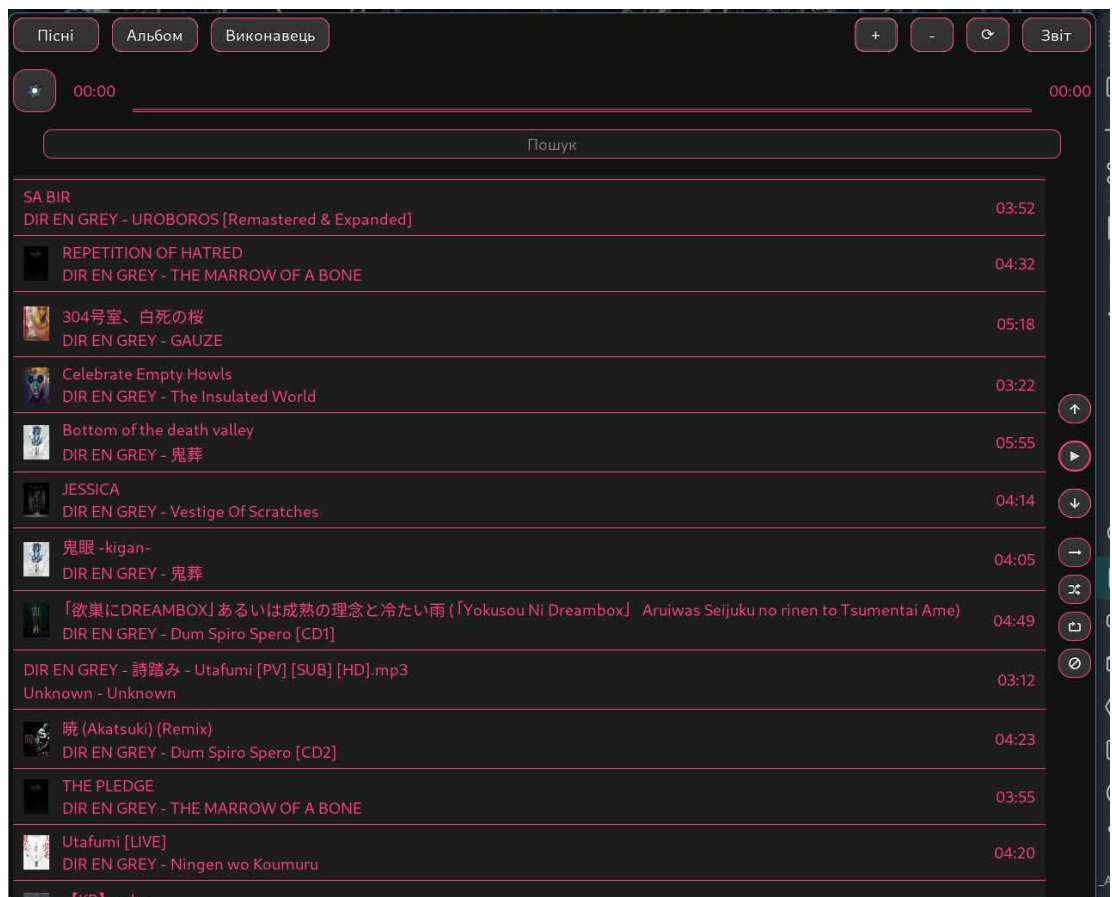 Пісні Альбом Виконавець + - Звіт
00:00 00:00
Пошук
SA BIR
DIR EN GREY - UROBOROS [Remastered & Expanded]
03:52
REPETITION OF HATRED
DIR EN GREY - THE MARROW OF A BONE
04:32
304号室、白死の桜
DIR EN GREY - GAUZE
05:18
Celebrate Empty Howls
DIR EN GREY - The Insulated World
03:22
Bottom of the death valley
DIR EN GREY - 鬼葬
05:55
JESSICA
DIR EN GREY - Vestige Of Scratches
04:14
鬼眼 -kigan-
DIR EN GREY - 鬼葬
04:05
「欲巣にDREAMBOX」あるいは成熟の理念と冷たい雨 (「Yokusou Ni Dreambox」 Aruiwas Seijuku no rinen to Tsumentai Ame)
DIR EN GREY - Dum Spiro Spero [CD1]
04:49
DIR EN GREY - 詩踏み - Utafumi [PV] [SUB] [HD].mp3
Unknown - Unknown
03:12
暁 (Akatsuki) (Remix)
DIR EN GREY - Dum Spiro Spero [CD2]
04:23
THE PLEDGE
DIR EN GREY - THE MARROW OF A BONE
03:55
Utafumi [LIVE]
DIR EN GREY - Ningen wo Koumuru
04:20